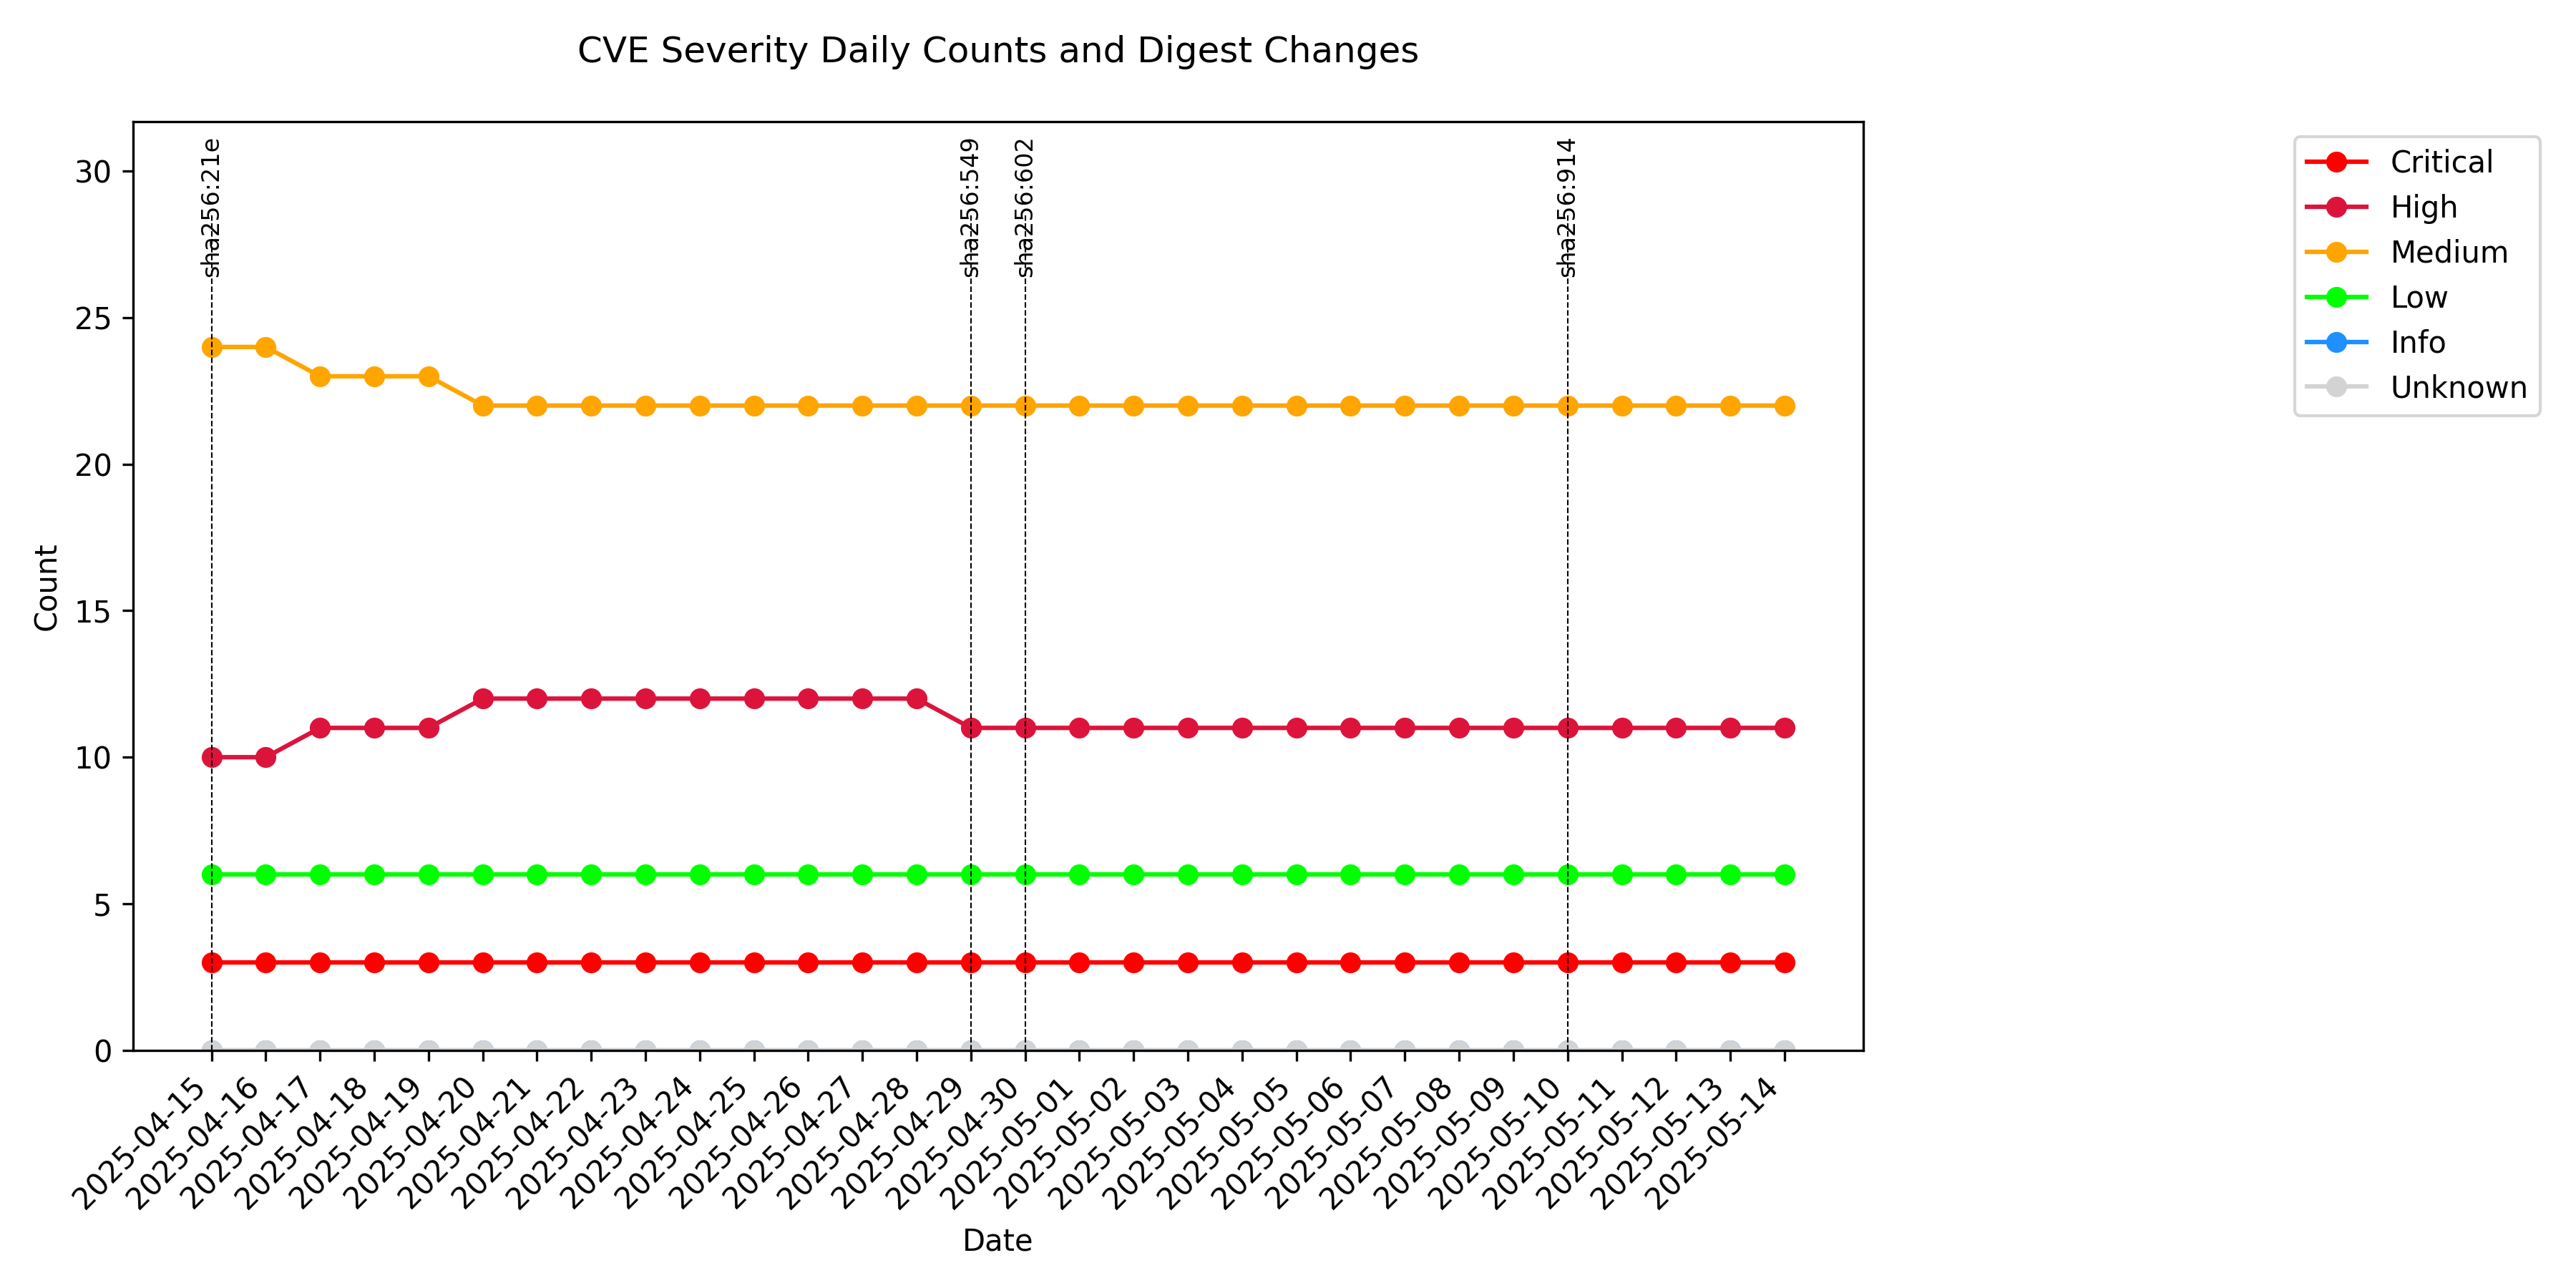 CVE Severity Daily Counts and Digest Changes
sha256:21e
sha256:549
sha256:602
sha256:914
Critical
High
Medium
Low
Info
Unknown
30
25
20
15
10
5
0
Count
2025-04-15
2025-04-16
2025-04-17
2025-04-18
2025-04-19
2025-04-20
2025-04-21
2025-04-22
2025-04-23
2025-04-24
2025-04-25
2025-04-26
2025-04-27
2025-04-28
2025-04-29
2025-04-30
2025-05-01
2025-05-02
2025-05-03
2025-05-04
2025-05-05
2025-05-06
2025-05-07
2025-05-08
2025-05-09
2025-05-10
2025-05-11
2025-05-12
2025-05-13
2025-05-14
Date